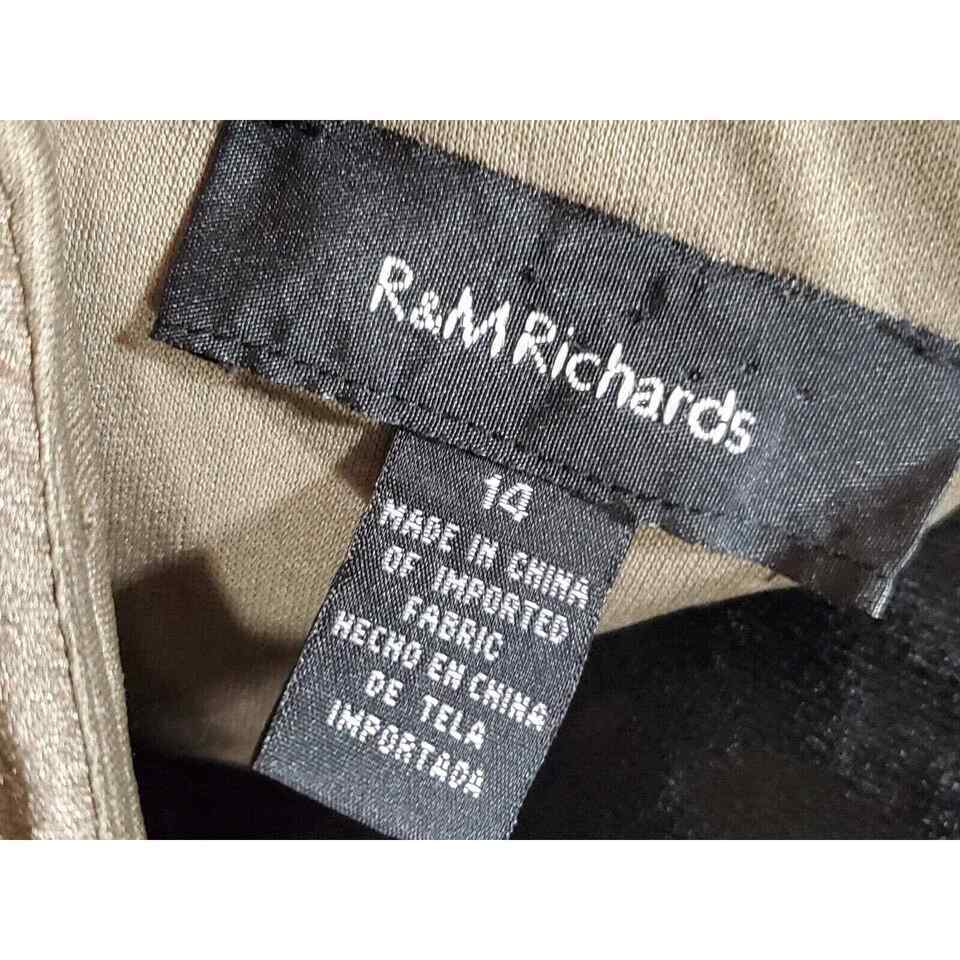 R&M Richards
14
MADE IN CHINA
OF IMPORTED
FABRIC
HECHO EN CHINA
DE TELA
IMPORTADA